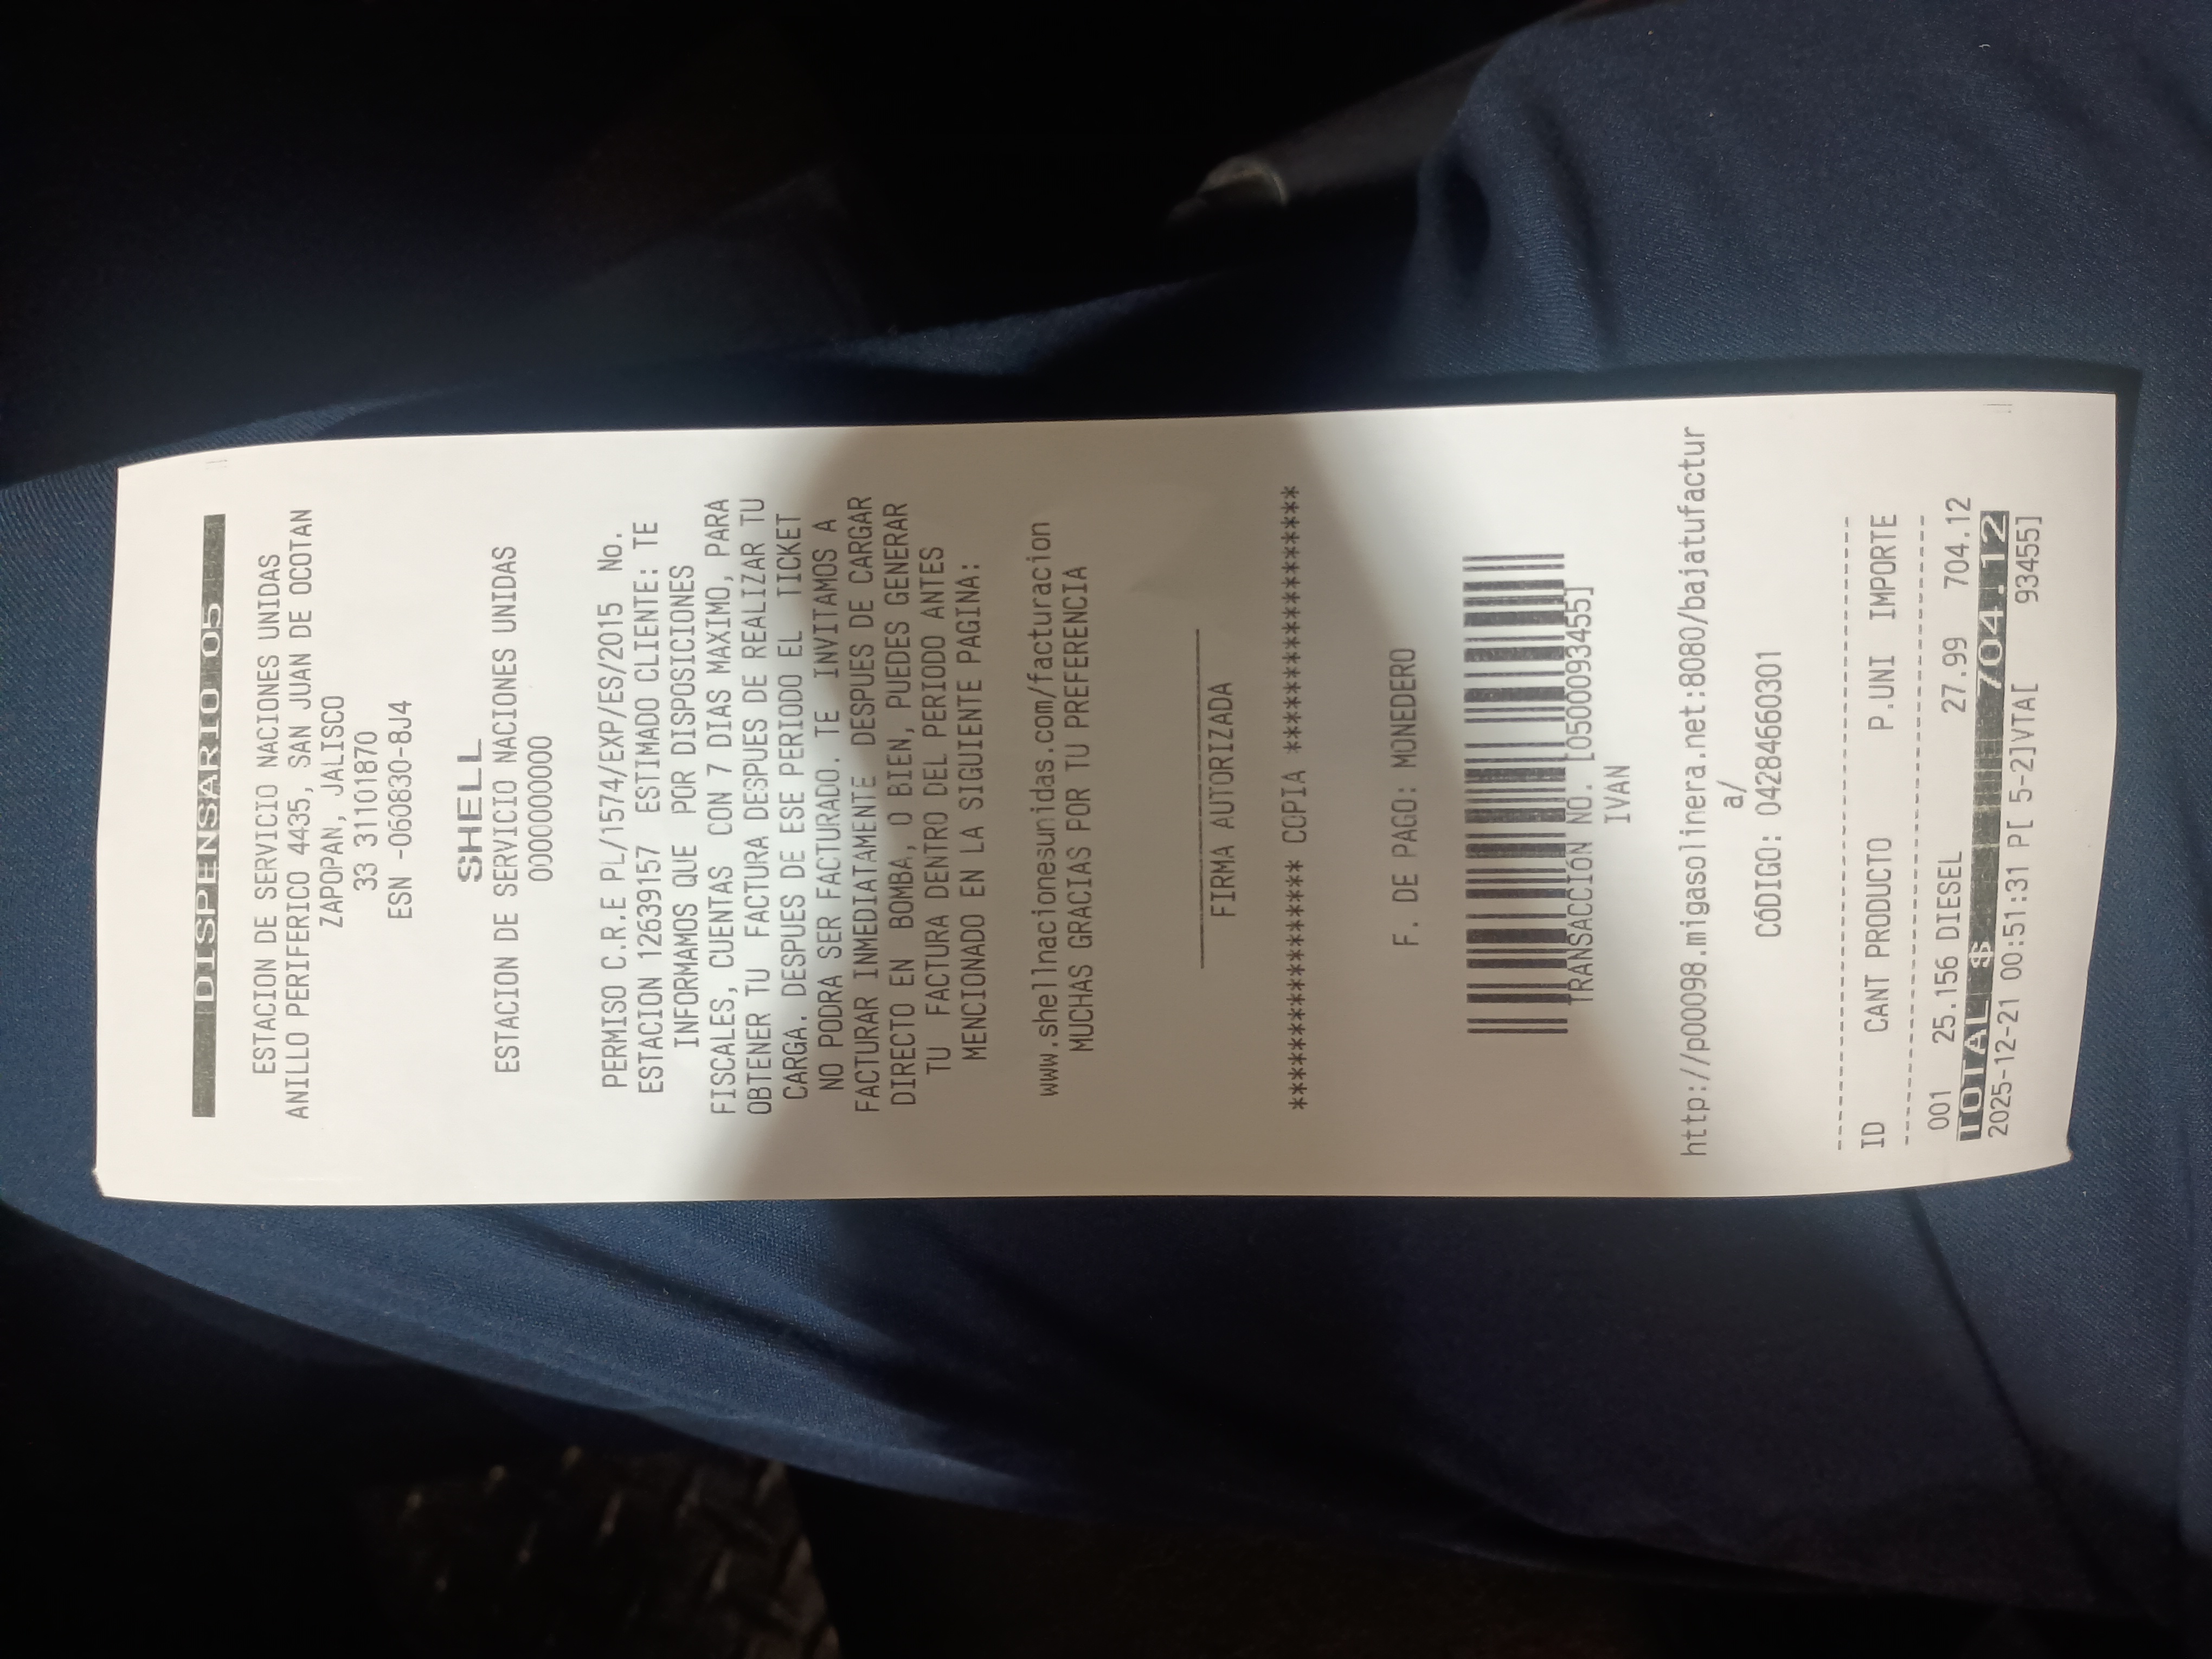 DISPENSARIO 05
ESTACION DE SERVICIO NACIONES UNIDAS
ANILLO PERIFERICO 4435, SAN JUAN DE OCOTAN
ZAPOPAN, JALISCO
33 31101870
ESN -060830-8J4
SHELL
ESTACION DE SERVICIO NACIONES UNIDAS
0000000000
PERMISO C.R.E PL/1574/EXP/ES/2015 No.
ESTACION 12639157 ESTIMADO CLIENTE: TE
INFORMAMOS QUE POR DISPOSICIONES
FISCALES, CUENTAS CON 7 DIAS MAXIMO, PARA
OBTENER TU FACTURA DESPUES DE REALIZAR TU
CARGA. DESPUES DE ESE PERIODO EL TICKET
NO PODRA SER FACTURADO. TE INVITAMOS A
FACTURAR INMEDIATAMENTE DESPUES DE CARGAR
DIRECTO EN BOMBA, O BIEN, PUEDES GENERAR
TU FACTURA DENTRO DEL PERIODO ANTES
MENCIONADO EN LA SIGUIENTE PAGINA:
www.shellnacionesunidas.com/facturacion
MUCHAS GRACIAS POR TU PREFERENCIA
FIRMA AUTORIZADA
***************** COPIA ******************
F. DE PAGO: MONEDERO
TRANSACCIÓN NO. [0500093455]
IVAN
http://p00098.migasolinera.net:8080/bajatufactur
a/
CÓDIGO: 04284660301
ID CANT PRODUCTO P.UNI IMPORTE
001 25.156 DIESEL 27.99 704.12
TOTAL $ 704.12
2025-12-21 00:51:31 P[ 5-2]VTA[ 93455]